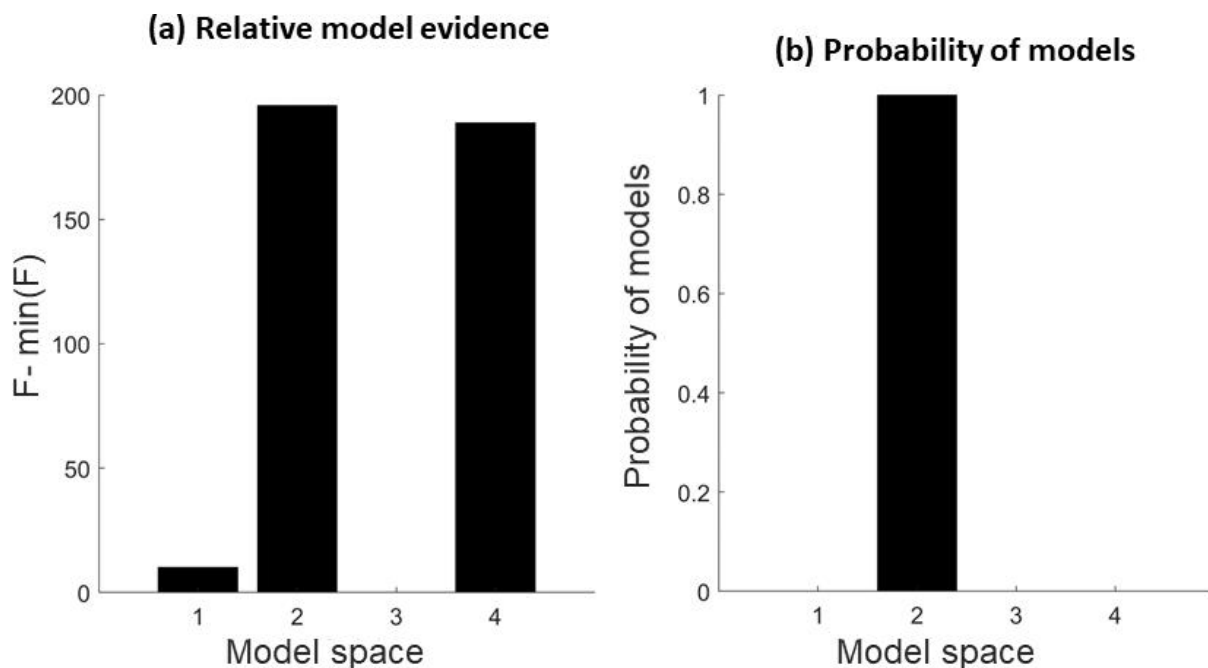 (a) Relative model evidence
F- min(F)
200
150
100
50
0
1 2 3 4
Model space
(b) Probability of models
Probability of models
1
0.8
0.6
0.4
0.2
0
1 2 3 4
Model space